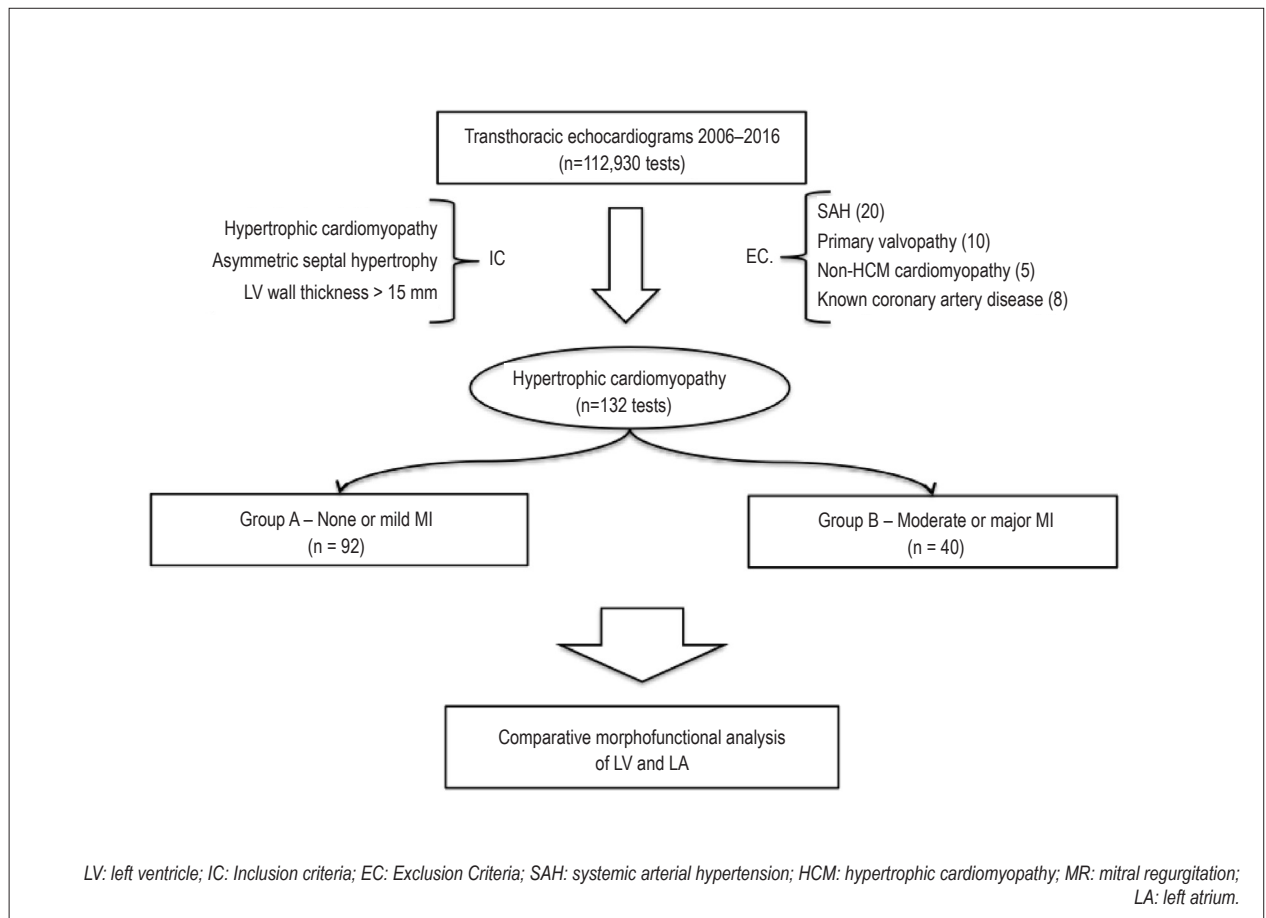 Transthoracic echocardiograms 2006–2016
(n=112,930 tests)
Hypertrophic cardiomyopathy
Asymmetric septal hypertrophy
LV wall thickness > 15 mm
IC
EC.
SAH (20)
Primary valvopathy (10)
Non-HCM cardiomyopathy (5)
Known coronary artery disease (8)
Hypertrophic cardiomyopathy
(n=132 tests)
Group A – None or mild MI
(n = 92)
Group B – Moderate or major MI
(n = 40)
Comparative morphofunctional analysis
of LV and LA
LV: left ventricle; IC: Inclusion criteria; EC: Exclusion Criteria; SAH: systemic arterial hypertension; HCM: hypertrophic cardiomyopathy; MR: mitral regurgitation;
LA: left atrium.